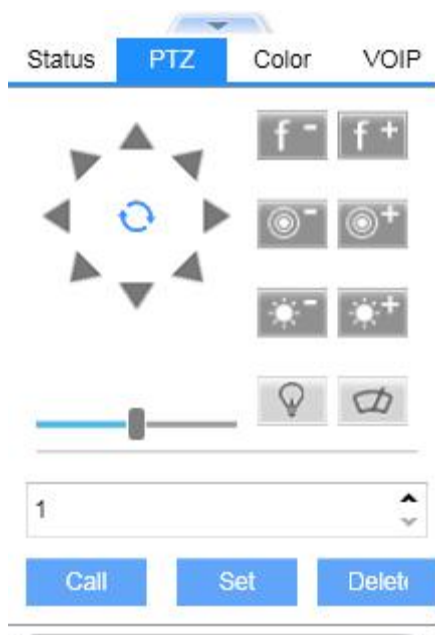 Status PTZ Color VOIP
f - f +
- +
- +
1
Call Set Delete